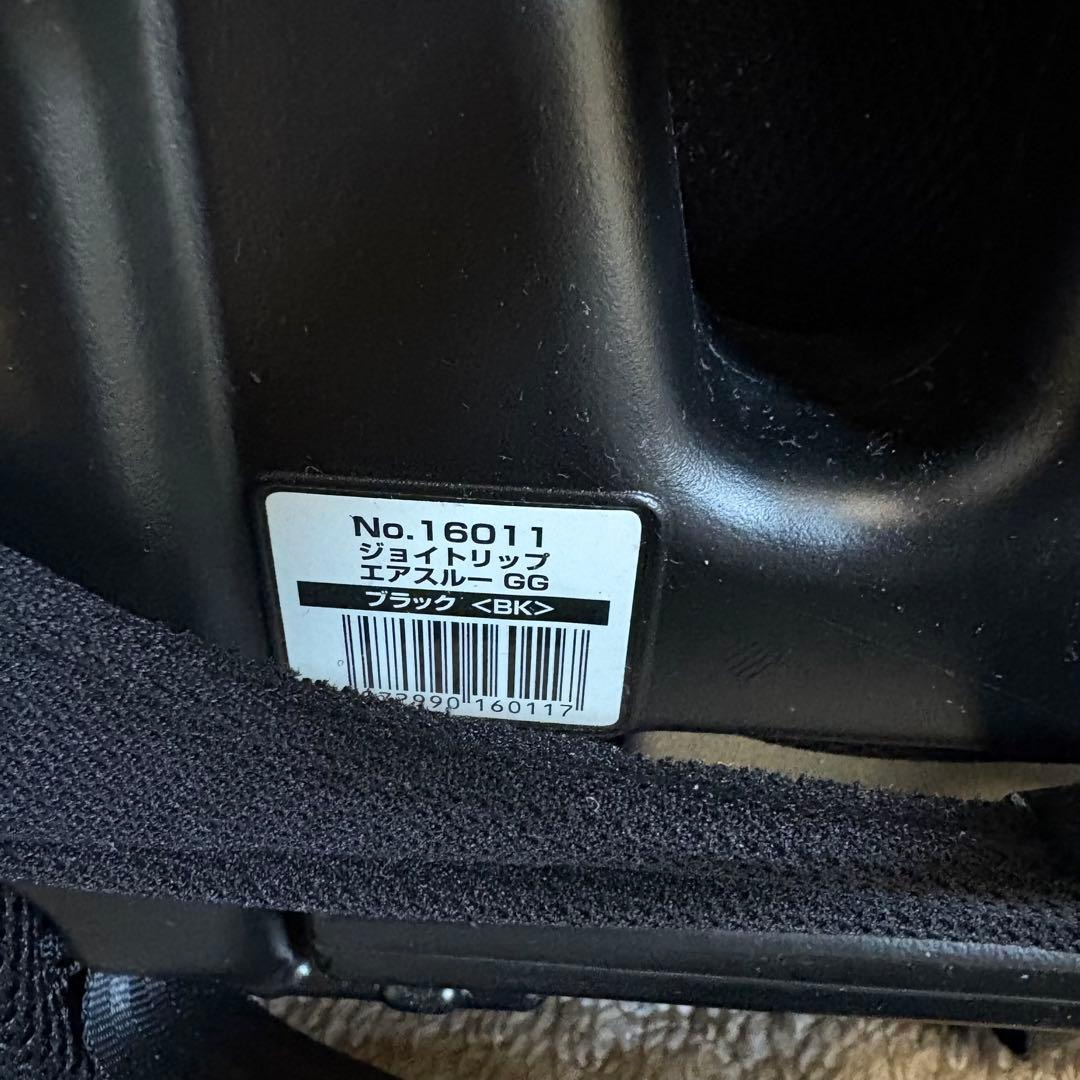 No.16011
ジョイトリップ
エアスルー GG
ブラック <BK>
972990 160117